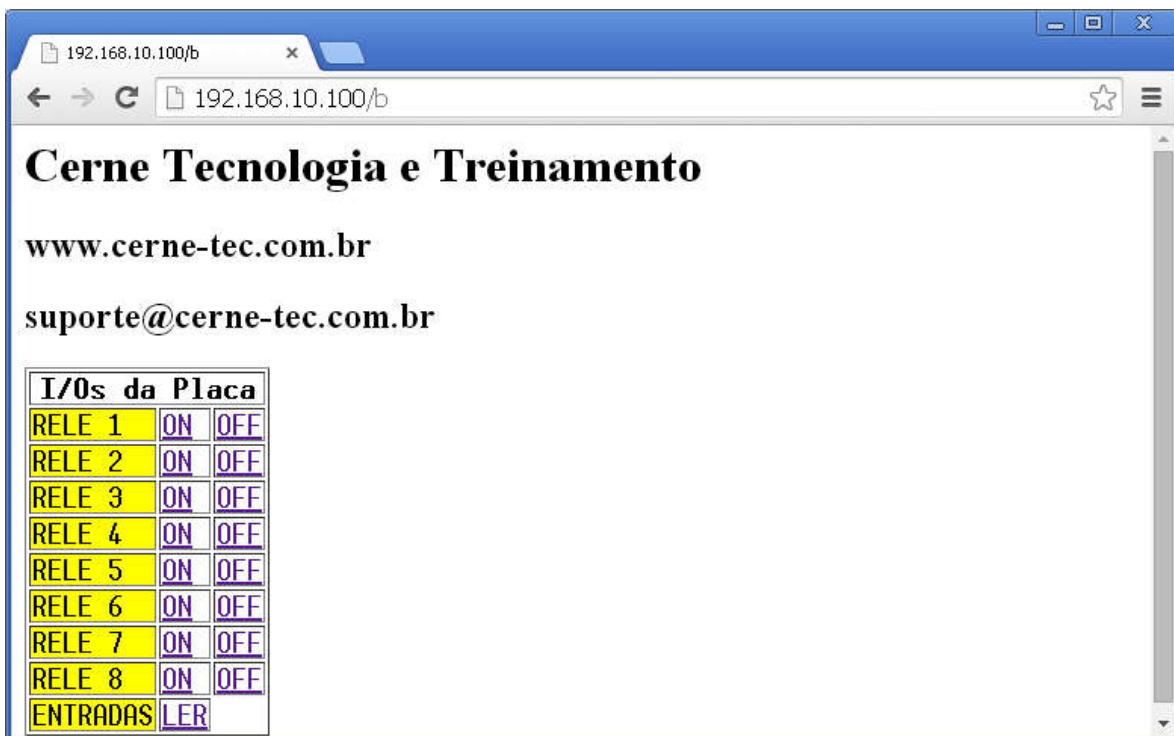 192.168.10.100/b
192.168.10.100/b
Cerne Tecnologia e Treinamento
www.cerne-tec.com.br
suporte@cerne-tec.com.br
I/Os da Placa
RELE 1 ON OFF
RELE 2 ON OFF
RELE 3 ON OFF
RELE 4 ON OFF
RELE 5 ON OFF
RELE 6 ON OFF
RELE 7 ON OFF
RELE 8 ON OFF
ENTRADAS LER